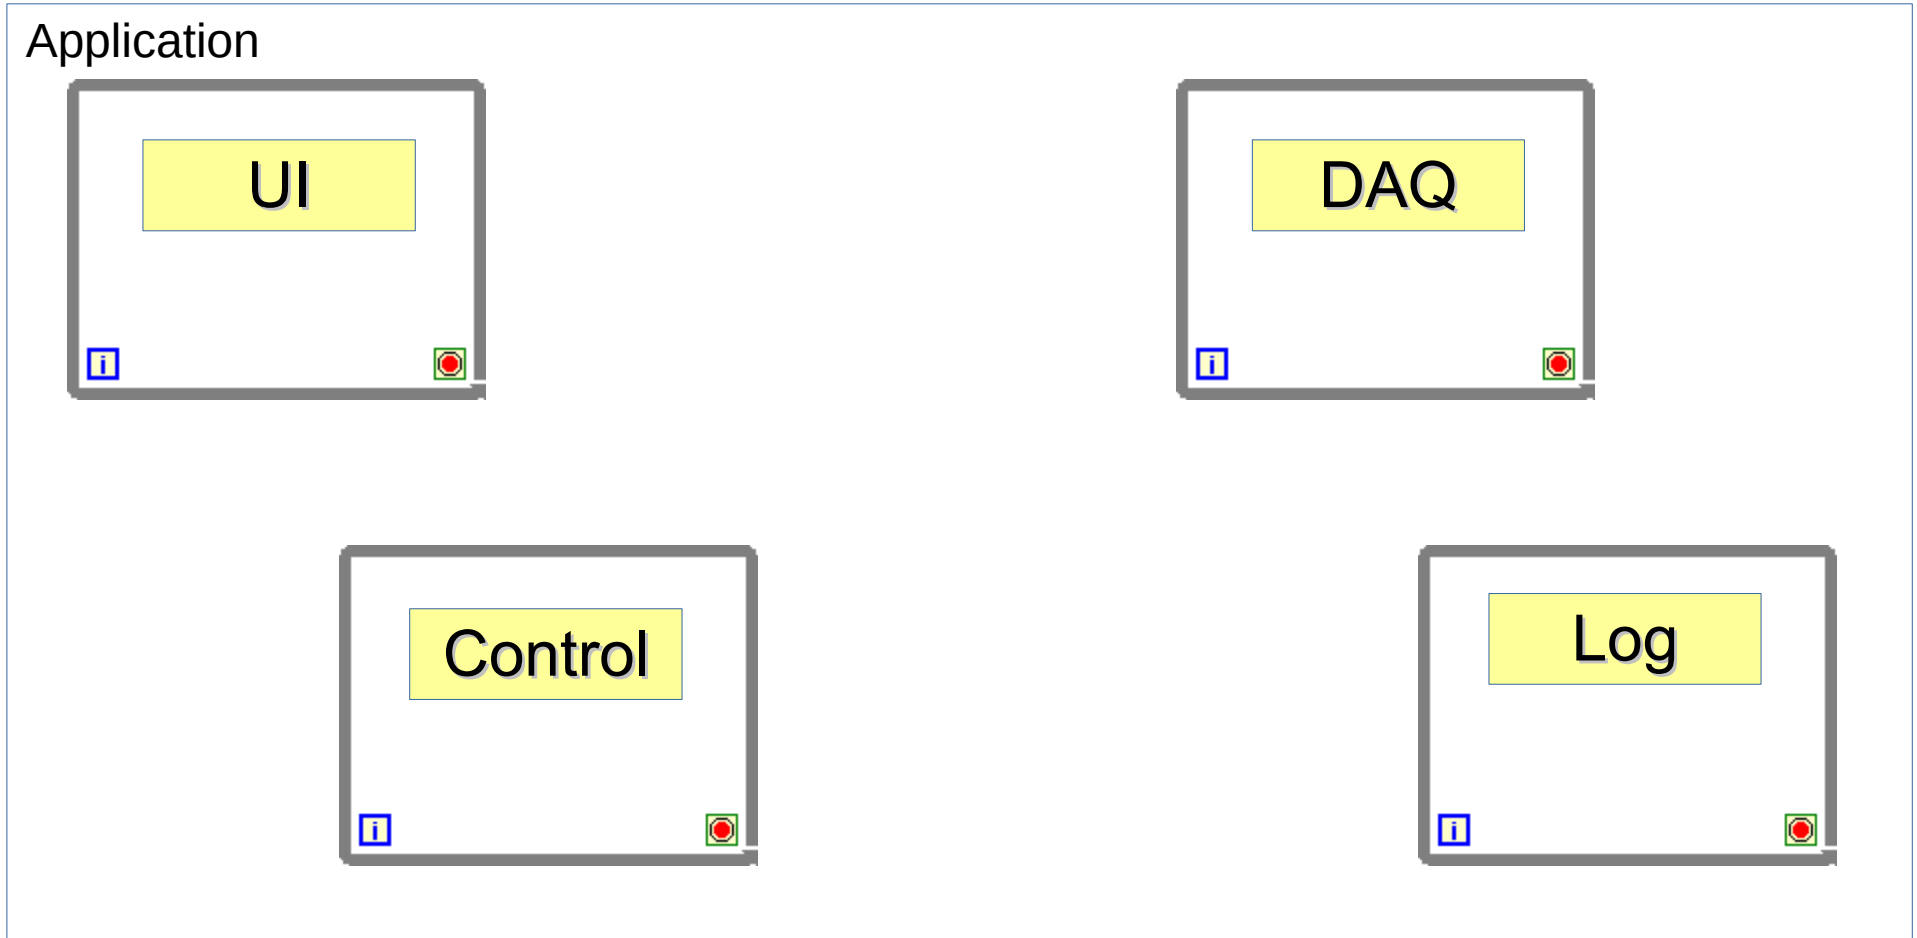 Application
UI
DAQ
i
i
Control
Log
i
i